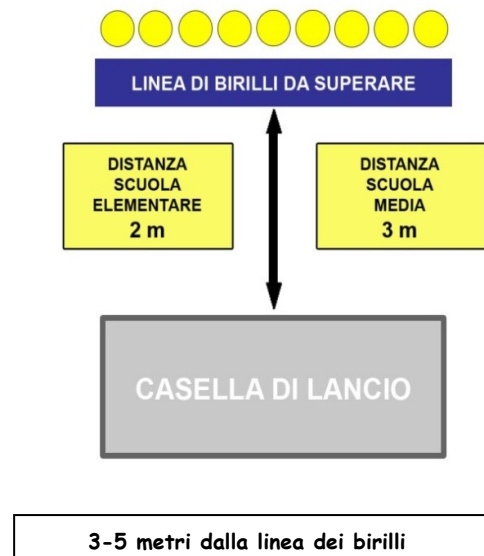 LINEA DI BIRILLI DA SUPERARE
DISTANZA
SCUOLA
ELEMENTARE
2 m
DISTANZA
SCUOLA
MEDIA
3 m
CASELLA DI LANCIO
3-5 metri dalla linea dei birilli